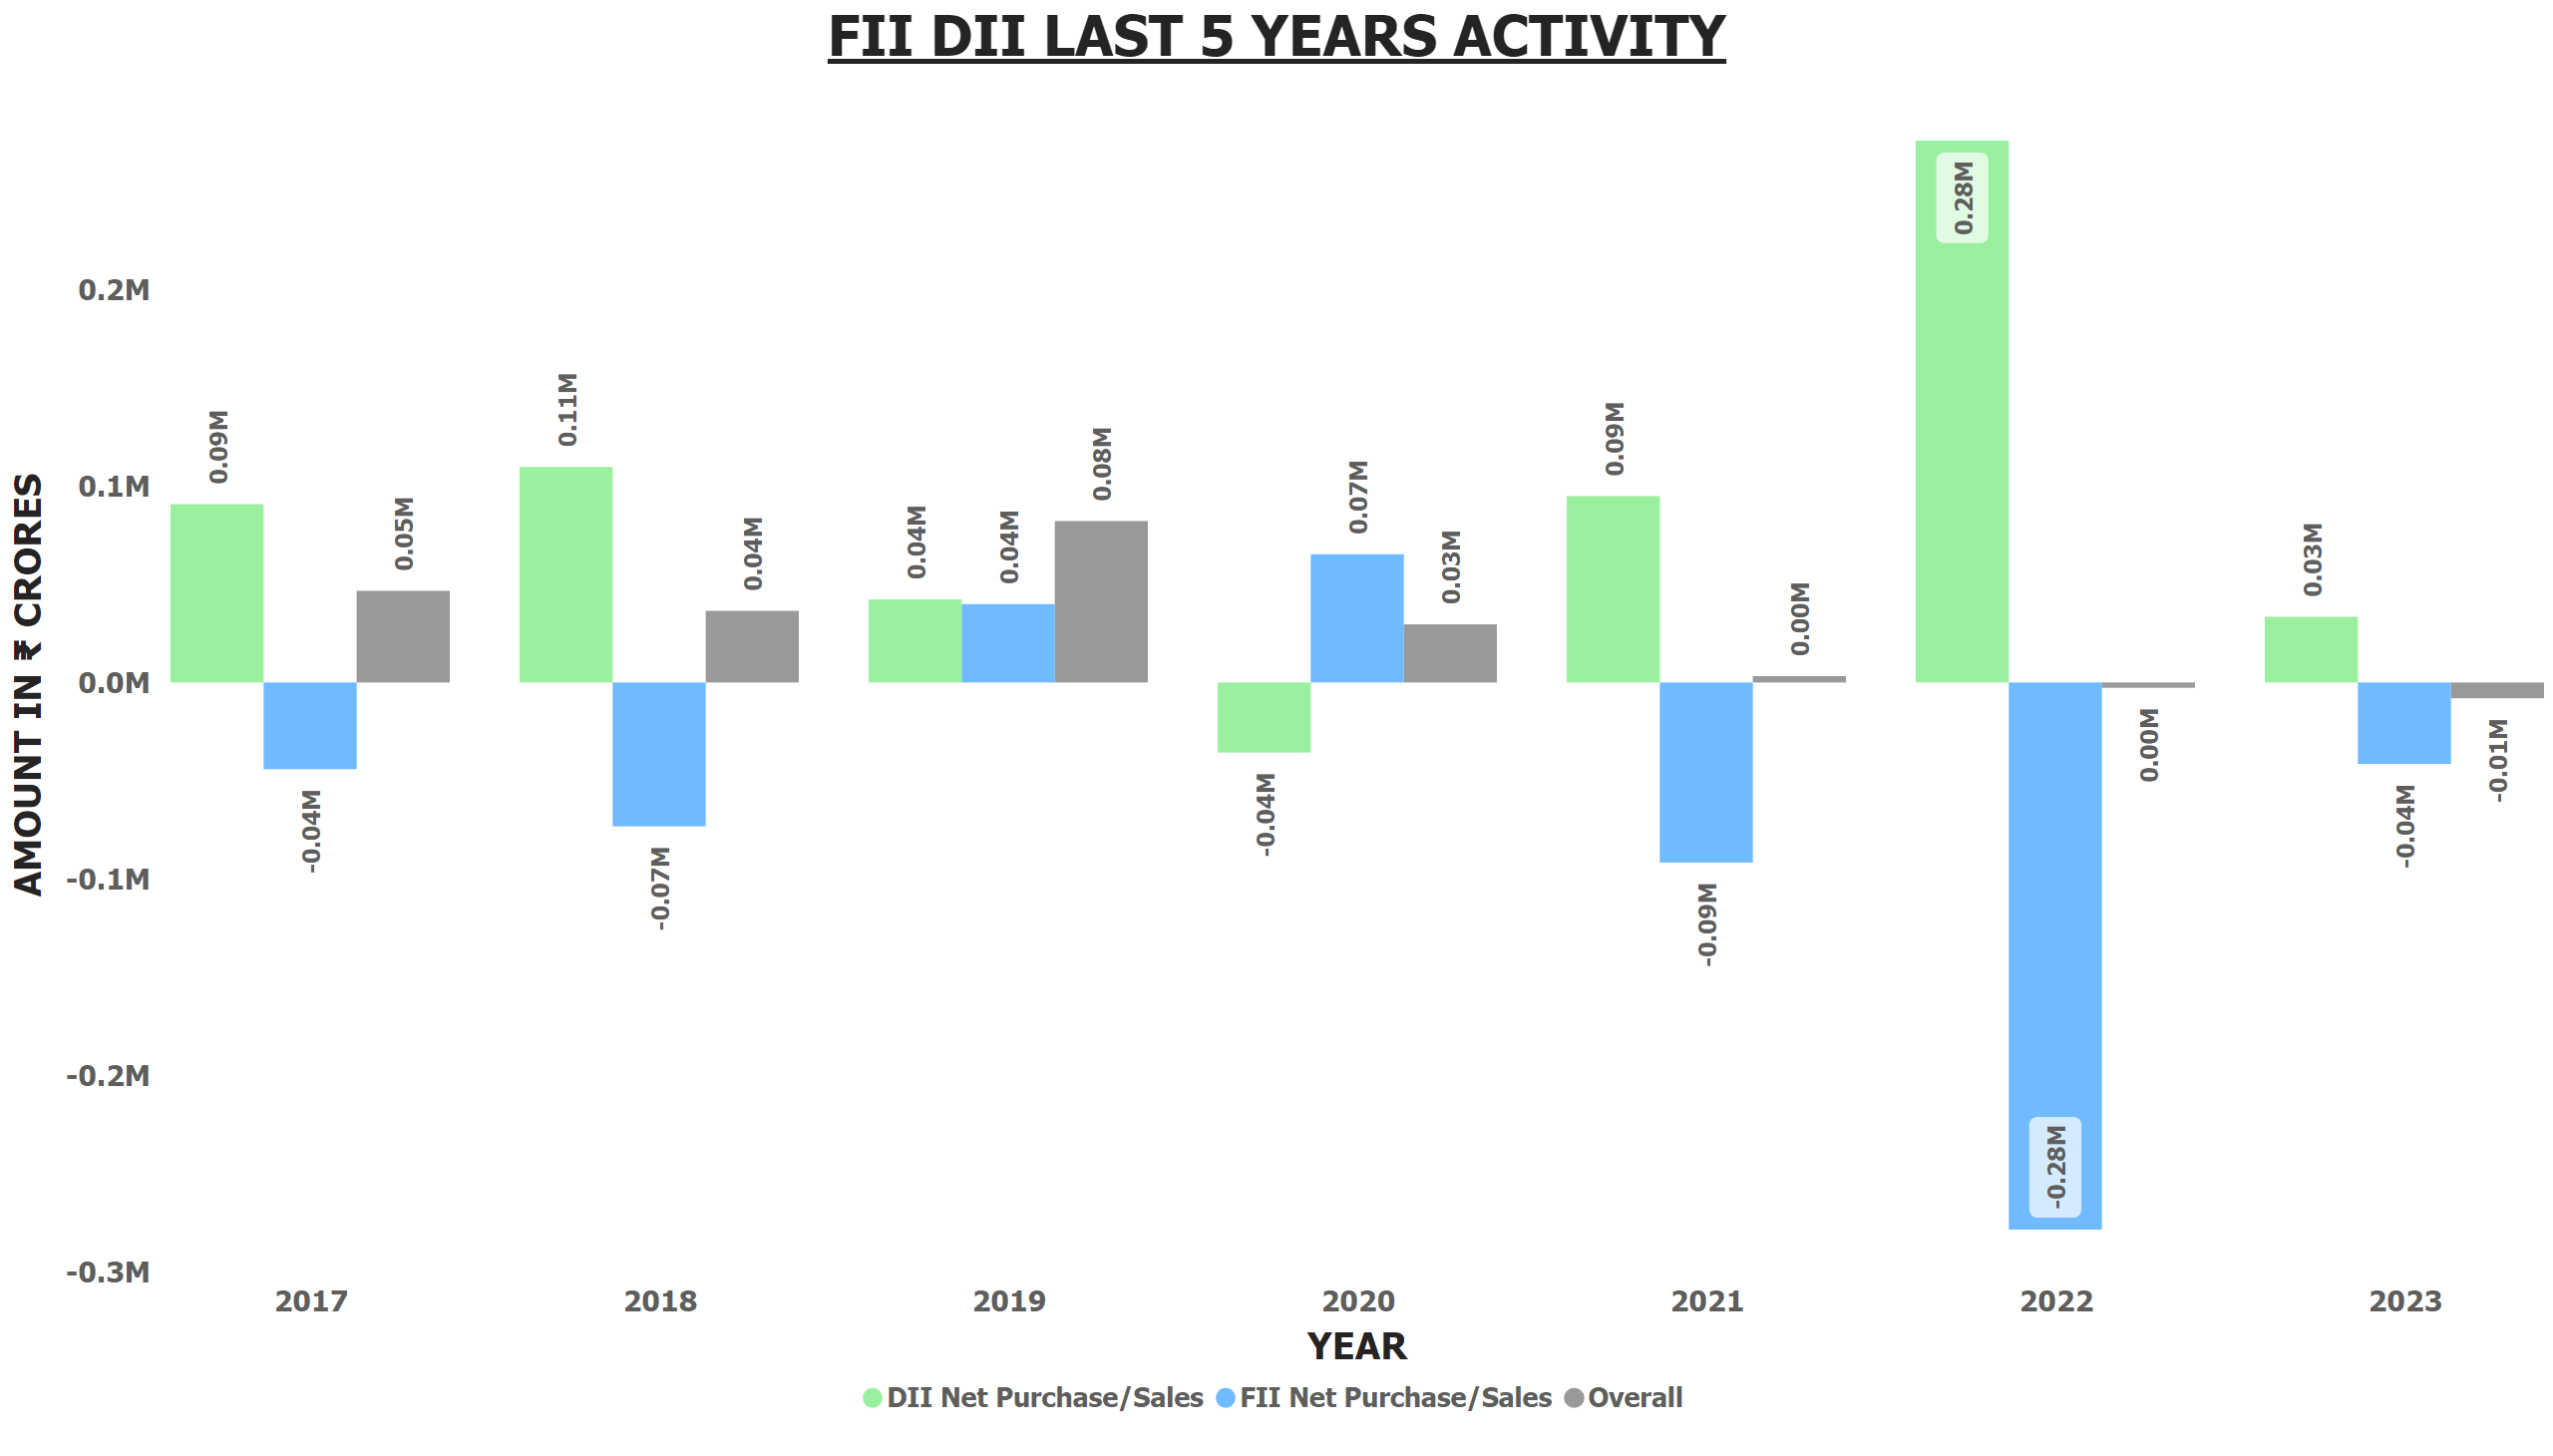 FII DII LAST 5 YEARS ACTIVITY
AMOUNT IN ₹ CRORES
0.2M
0.1M
0.0M
-0.1M
-0.2M
-0.3M
0.09M
-0.04M
0.05M
0.11M
-0.07M
0.04M
0.04M
0.04M
0.08M
-0.04M
0.07M
0.03M
0.09M
-0.09M
0.00M
0.28M
-0.28M
0.00M
0.03M
-0.04M
-0.01M
2017 2018 2019 2020 2021 2022 2023
YEAR
DII Net Purchase/Sales FII Net Purchase/Sales Overall